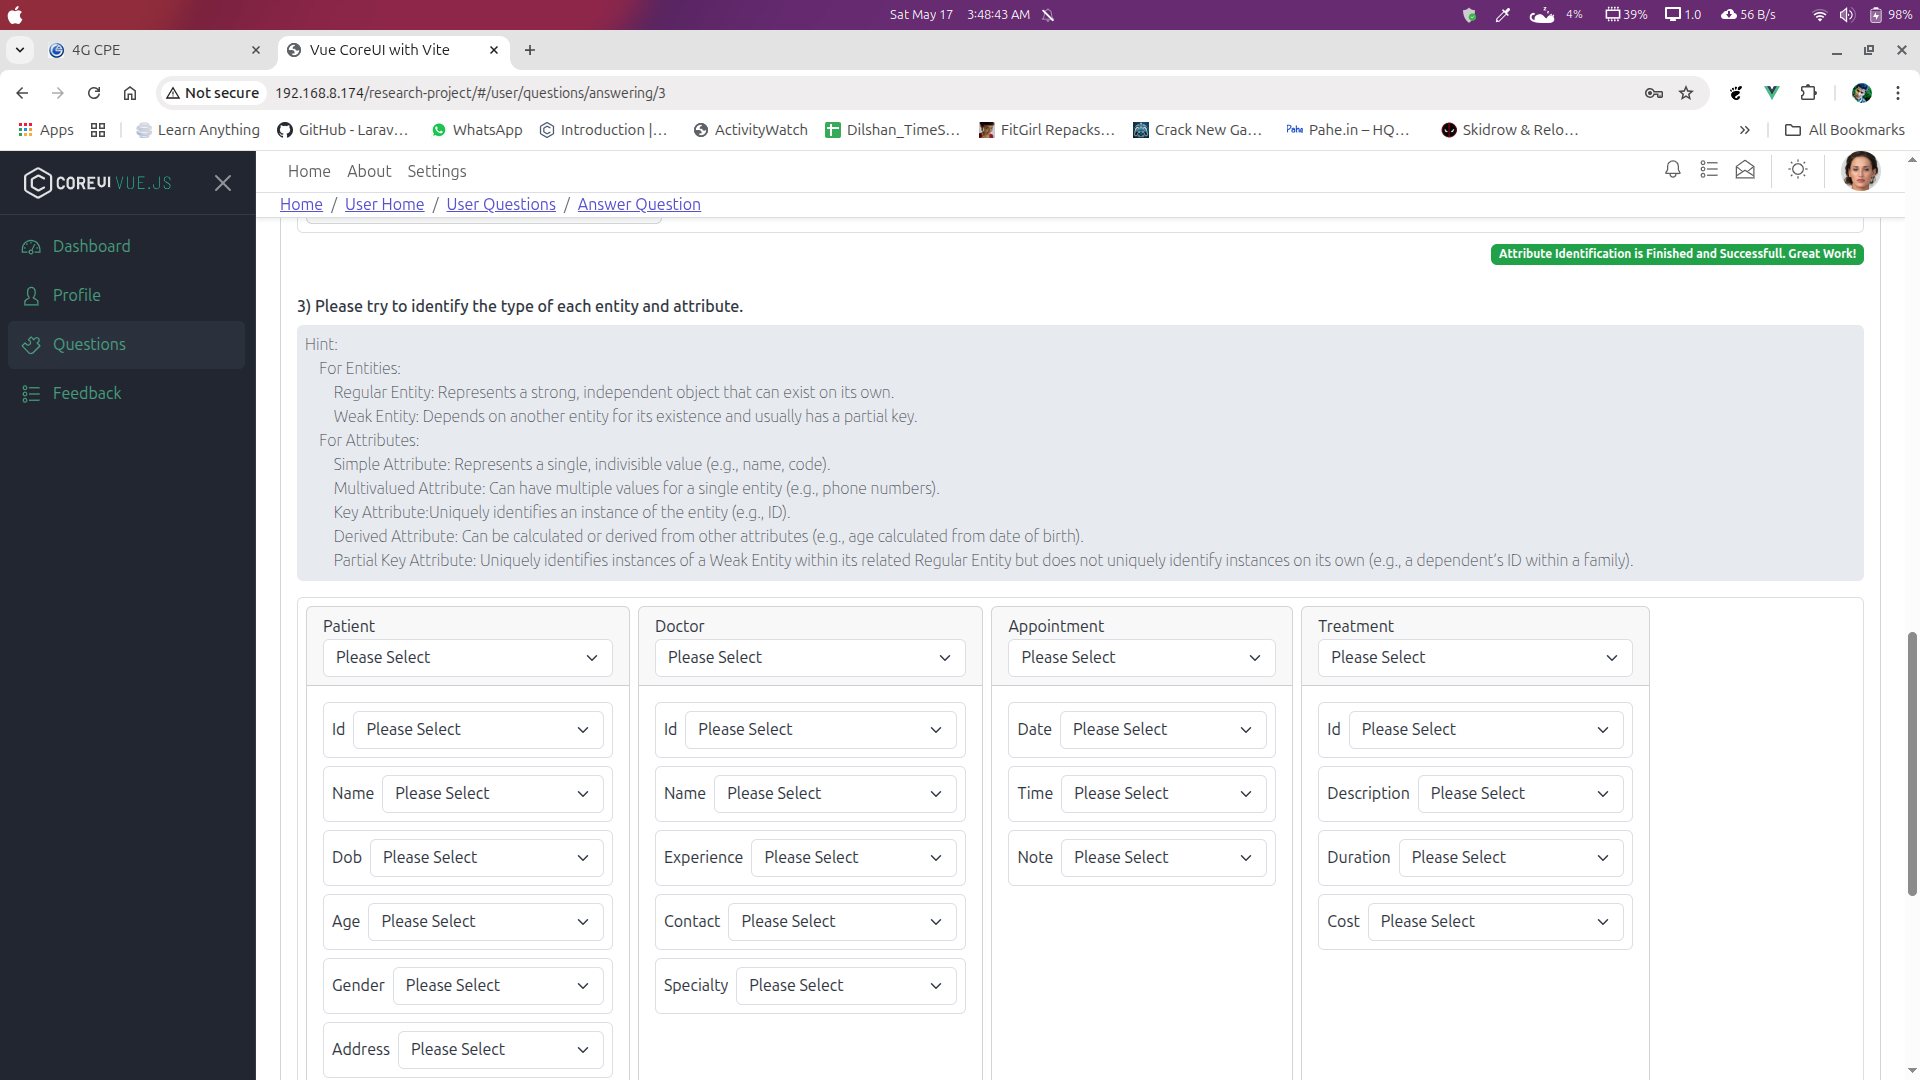 Sat May 17 3:48:43 AM 4% 39% 1.0 56 B/s 98%
4G CPE
Vue CoreUI with Vite
Not secure 192.168.8.174/research-project/#/user/questions/answering/3
Apps Learn Anything GitHub - Larav... WhatsApp Introduction |... ActivityWatch Dilshan_TimeS... FitGirl Repacks... Crack New Ga... Pahe Pahe.in – HQ... Skidrow & Relo... » All Bookmarks
COREUI VUE.JS
Home About Settings
Home / User Home / User Questions / Answer Question
Dashboard
Profile
Questions
Feedback
Attribute Identification is Finished and Successfull. Great Work!
3) Please try to identify the type of each entity and attribute.
Hint:
For Entities:
Regular Entity: Represents a strong, independent object that can exist on its own.
Weak Entity: Depends on another entity for its existence and usually has a partial key.
For Attributes:
Simple Attribute: Represents a single, indivisible value (e.g., name, code).
Multivalued Attribute: Can have multiple values for a single entity (e.g., phone numbers).
Key Attribute:Uniquely identifies an instance of the entity (e.g., ID).
Derived Attribute: Can be calculated or derived from other attributes (e.g., age calculated from date of birth).
Partial Key Attribute: Uniquely identifies instances of a Weak Entity within its related Regular Entity but does not uniquely identify instances on its own (e.g., a dependent’s ID within a family).
Patient
Please Select
Id Please Select
Name Please Select
Dob Please Select
Age Please Select
Gender Please Select
Address Please Select
Doctor
Please Select
Id Please Select
Name Please Select
Experience Please Select
Contact Please Select
Specialty Please Select
Appointment
Please Select
Date Please Select
Time Please Select
Note Please Select
Treatment
Please Select
Id Please Select
Description Please Select
Duration Please Select
Cost Please Select